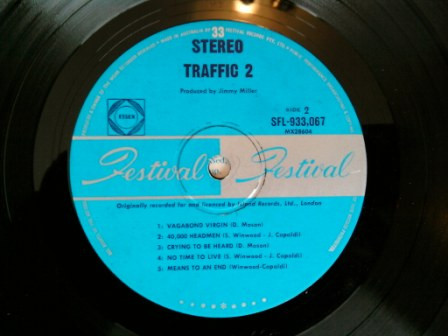 33
STEREO
TRAFFIC 2
Produced by Jimmy Miller
SIDE 2
SFL-933,067
MX28604
Festival Festival
Originally recorded for and licensed by Island Records, Ltd., London
1: VAGABOND VIRGIN (D. Mason)
2: 40,000 HEADMEN (S. Winwood - J. Capaldi)
3: CRYING TO BE HEARD (D. Mason)
4: NO TIME TO LIVE (S. Winwood - J. Capaldi)
5: MEANS TO AN END (Winwood-Capaldi)